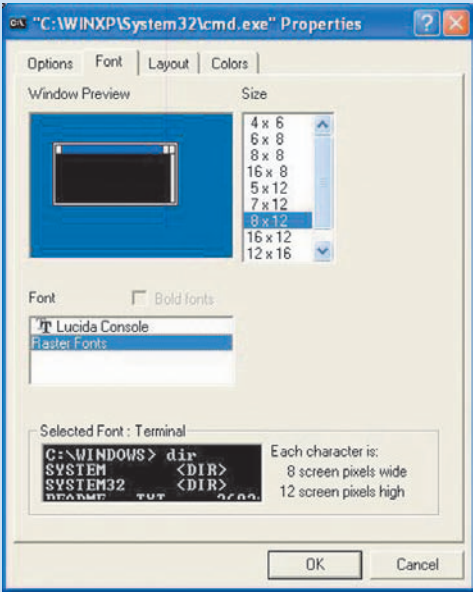 "C:\WINXP\System32\cmd.exe" Properties
Options Font Layout Colors
Window Preview
Size
4 x 6
6 x 8
8 x 8
16 x 8
5 x 12
7 x 12
8 x 12
16 x 12
12 x 16
Font
Bold fonts
Lucida Console
Raster Fonts
Selected Font : Terminal
C:\WINDOWS> dir
SYSTEM <DIR>
SYSTEM32 <DIR>
README TXT
Each character is:
8 screen pixels wide
12 screen pixels high
OK Cancel